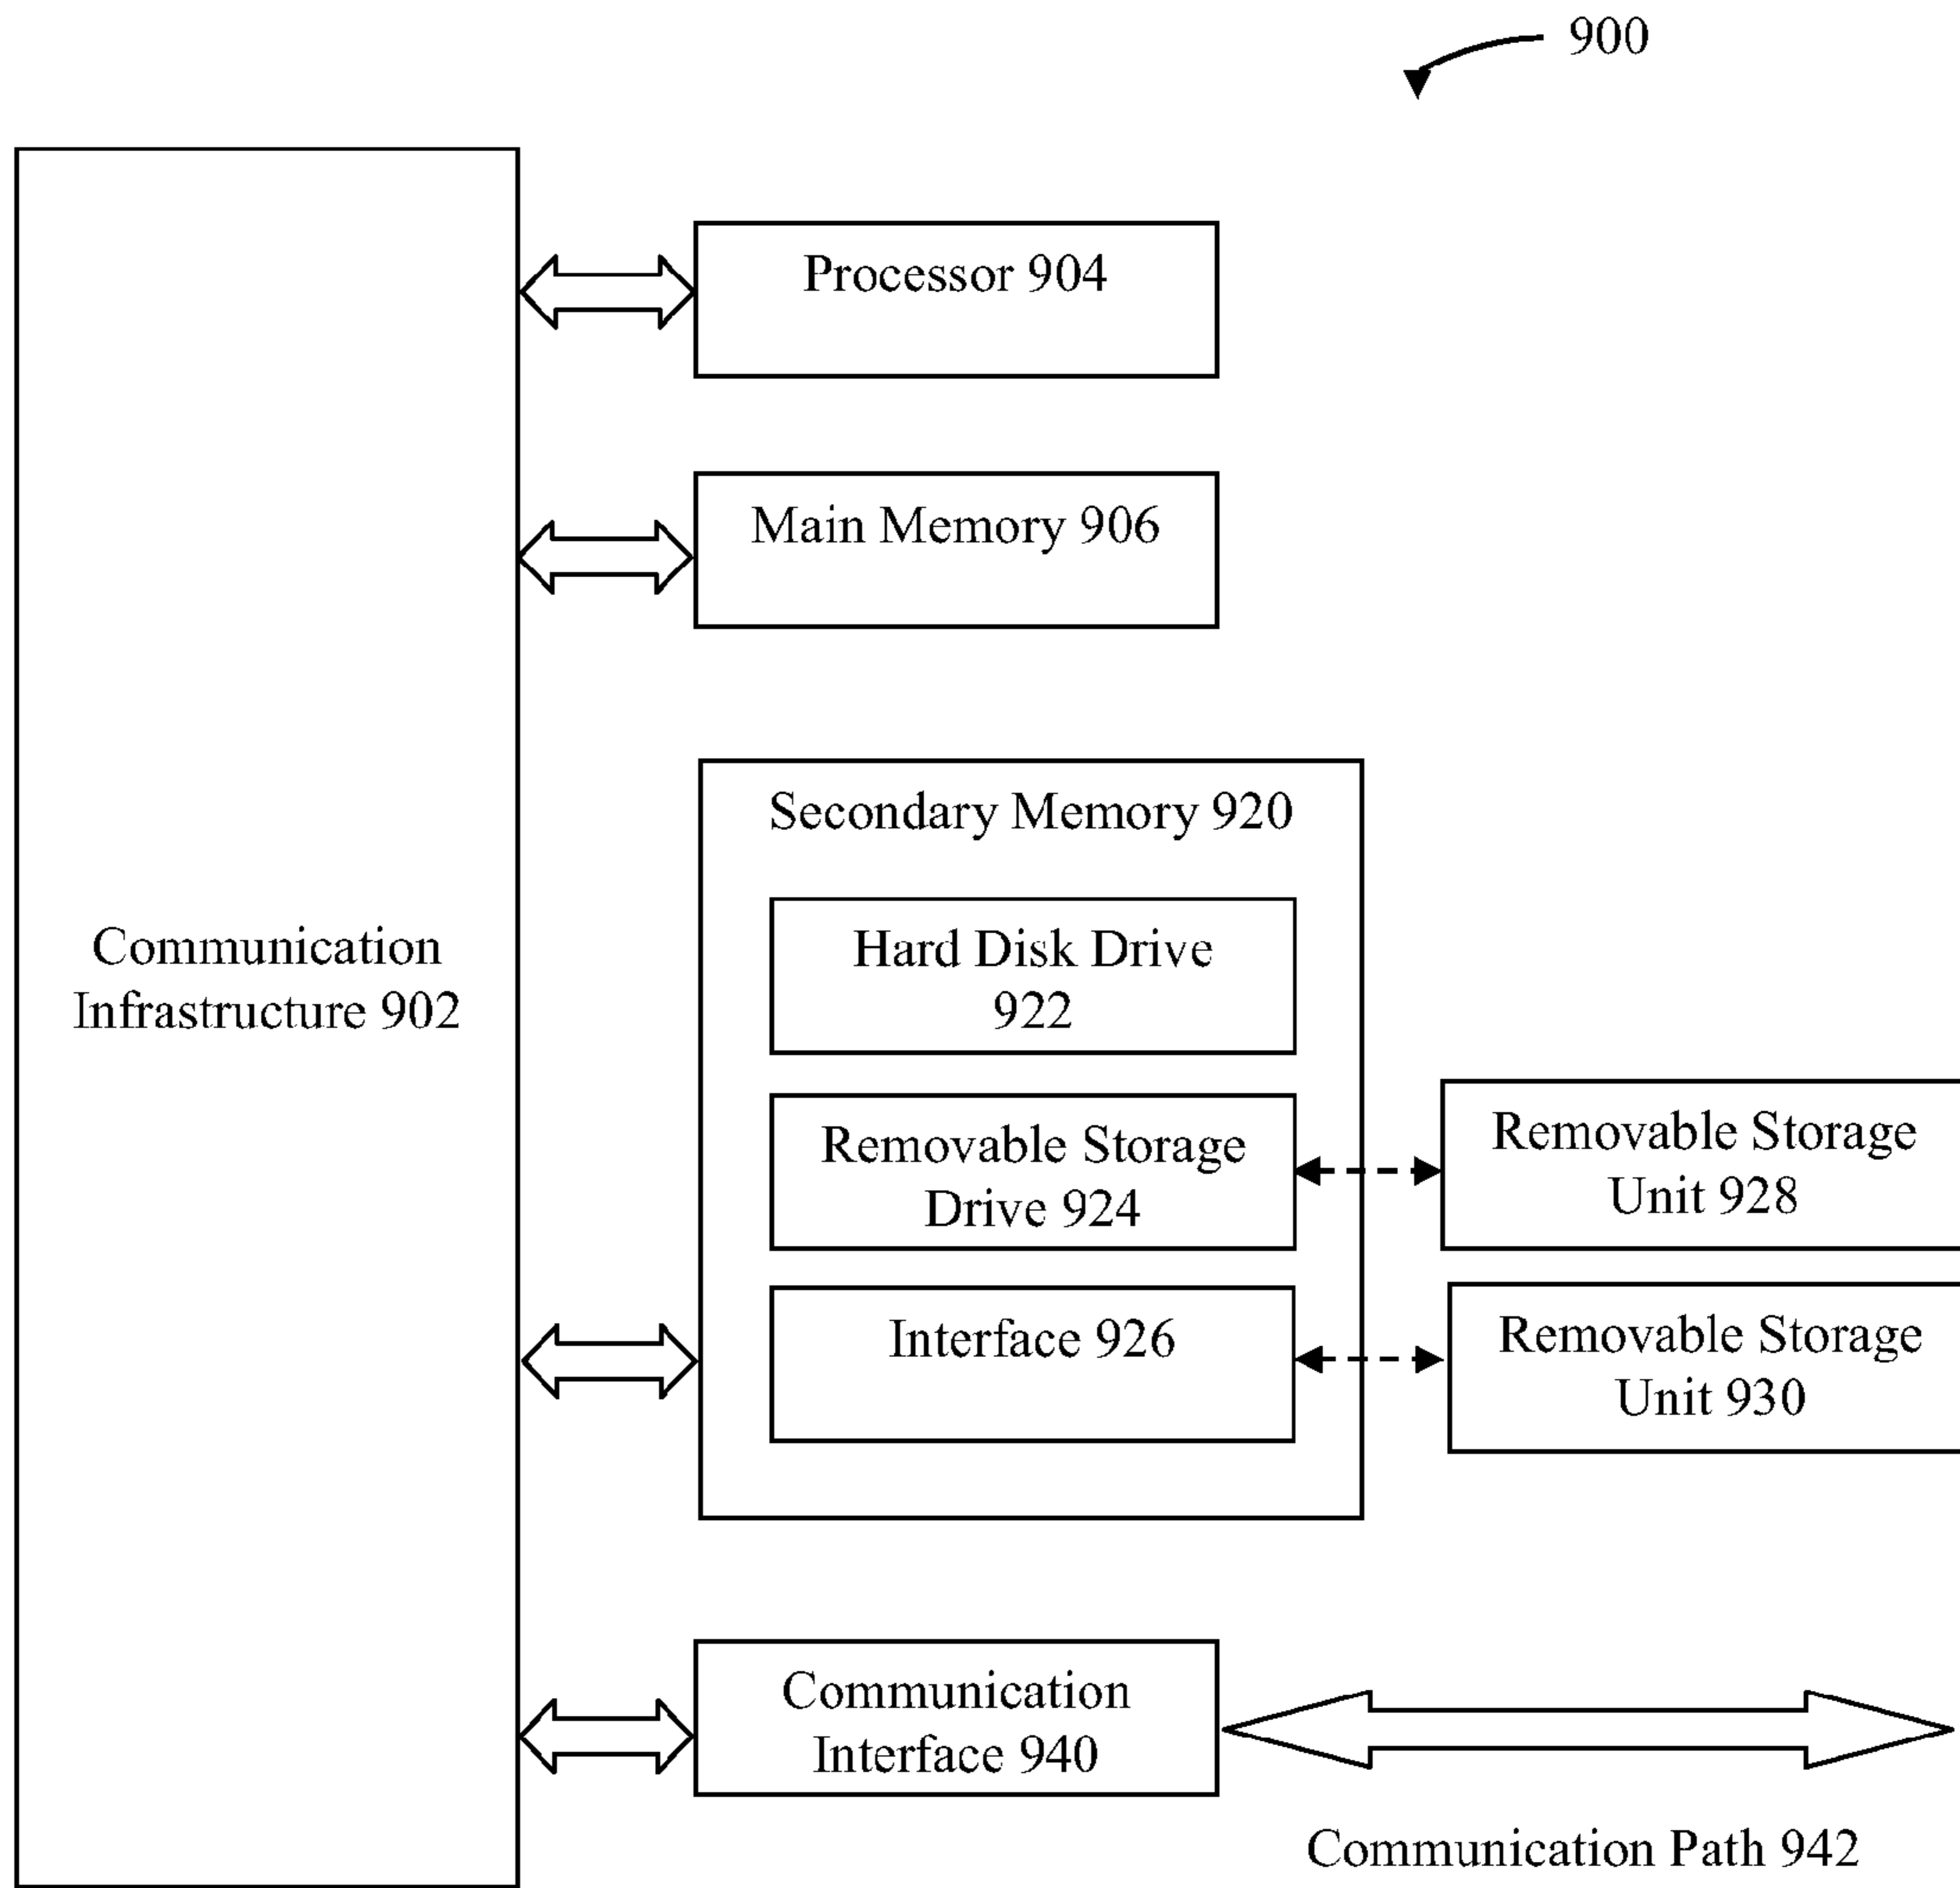 900
Processor 904
Main Memory 906
Secondary Memory 920
Communication
Infrastructure 902
Hard Disk Drive
922
Removable Storage
Drive 924
Removable Storage
Unit 928
Interface 926
Removable Storage
Unit 930
Communication
Interface 940
Communication Path 942